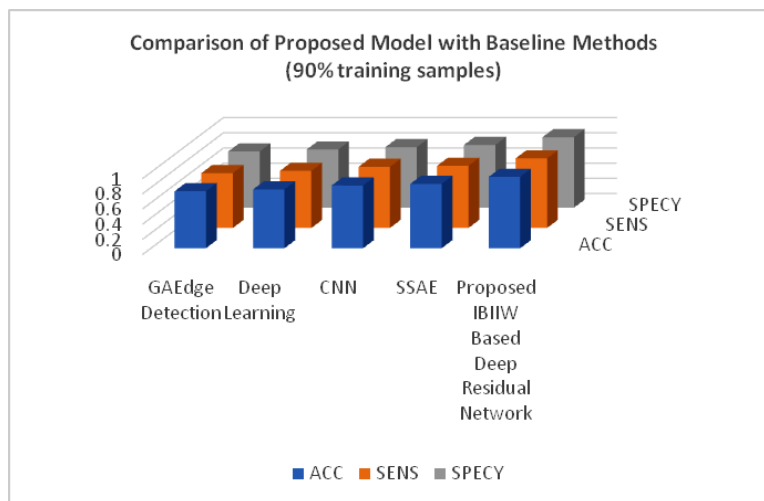 Comparison of Proposed Model with Baseline Methods
(90% training samples)
1
0.8
0.6
0.4
0.2
0
SPECY
SENS
ACC
GAEdge Detection
Deep Learning
CNN
SSAE
Proposed
IBIIW
Based
Deep
Residual
Network
ACC SENS SPECY